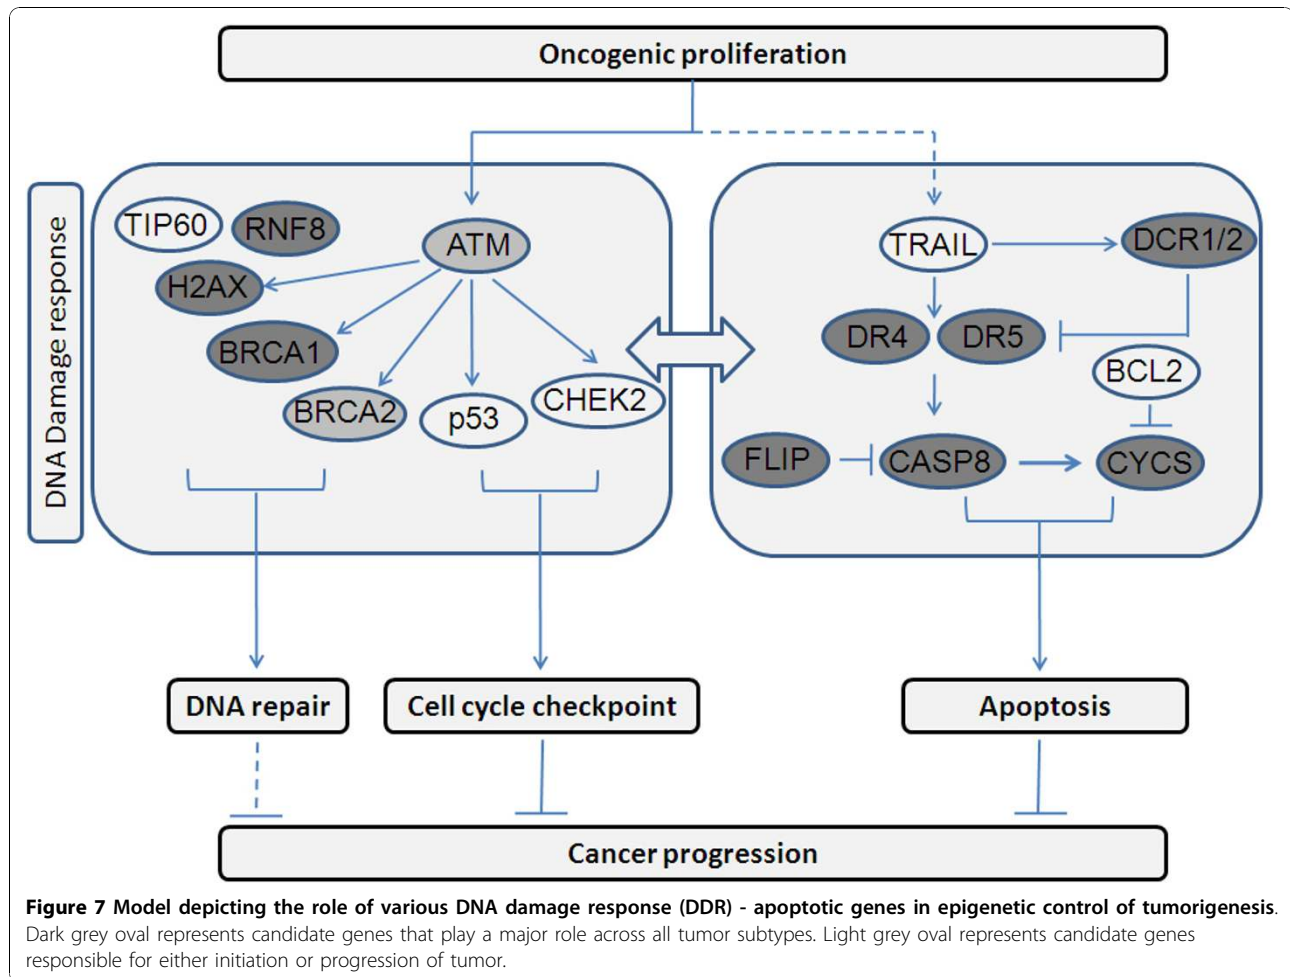 Oncogenic proliferation
DNA Damage response
TIP60
RNF8
ATM
H2AX
BRCA1
BRCA2
p53
CHEK2
TRAIL
DCR1/2
DR4
DR5
BCL2
FLIP
CASP8
CYCS
DNA repair
Cell cycle checkpoint
Apoptosis
Cancer progression
Figure 7 Model depicting the role of various DNA damage response (DDR) - apoptotic genes in epigenetic control of tumorigenesis.
Dark grey oval represents candidate genes that play a major role across all tumor subtypes. Light grey oval represents candidate genes
responsible for either initiation or progression of tumor.